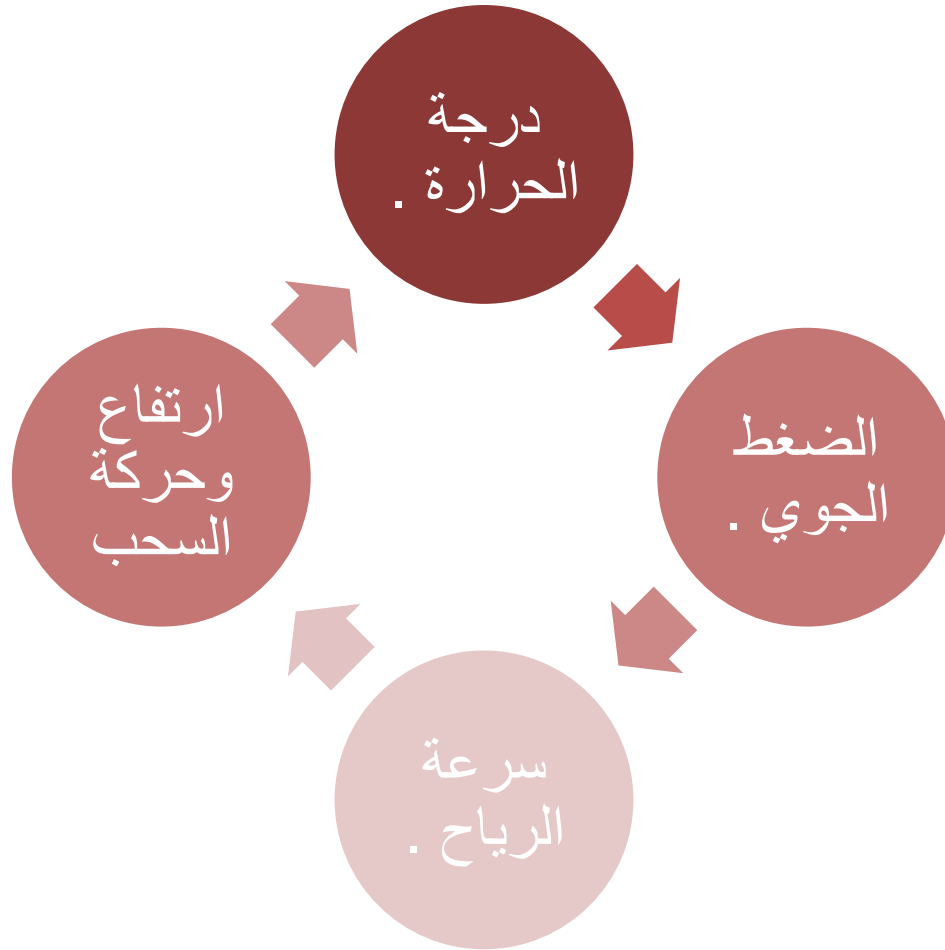 درجة
الحرارة .
الضغط
الجوي .
سرعة
الرياح .
ارتفاع
وحركة
السحب